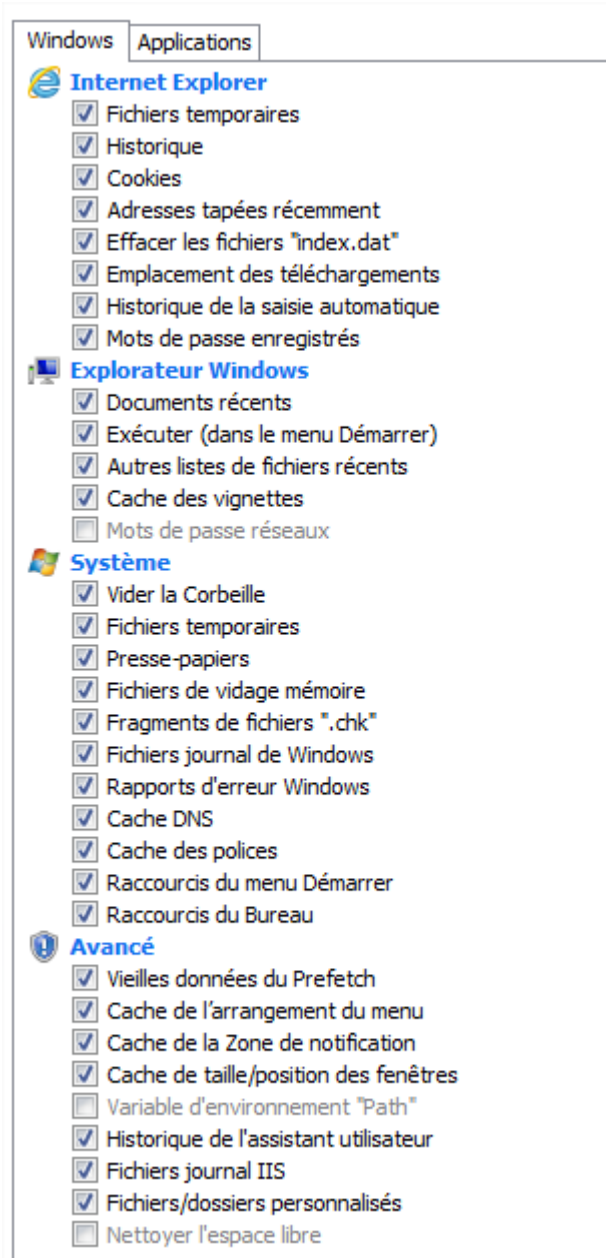 Windows Applications
Internet Explorer
Fichiers temporaires
Historique
Cookies
Adresses tapées récemment
Effacer les fichiers "index.dat"
Emplacement des téléchargements
Historique de la saisie automatique
Mots de passe enregistrés
Explorateur Windows
Documents récents
Exécuter (dans le menu Démarrer)
Autres listes de fichiers récents
Cache des vignettes
Mots de passe réseaux
Système
Vider la Corbeille
Fichiers temporaires
Presse-papiers
Fichiers de vidage mémoire
Fragments de fichiers ".chk"
Fichiers journal de Windows
Rapports d'erreur Windows
Cache DNS
Cache des polices
Raccourcis du menu Démarrer
Raccourcis du Bureau
Avancé
Vieilles données du Prefetch
Cache de l’arrangement du menu
Cache de la Zone de notification
Cache de taille/position des fenêtres
Variable d'environnement "Path"
Historique de l'assistant utilisateur
Fichiers journal IIS
Fichiers/dossiers personnalisés
Nettoyer l'espace libre